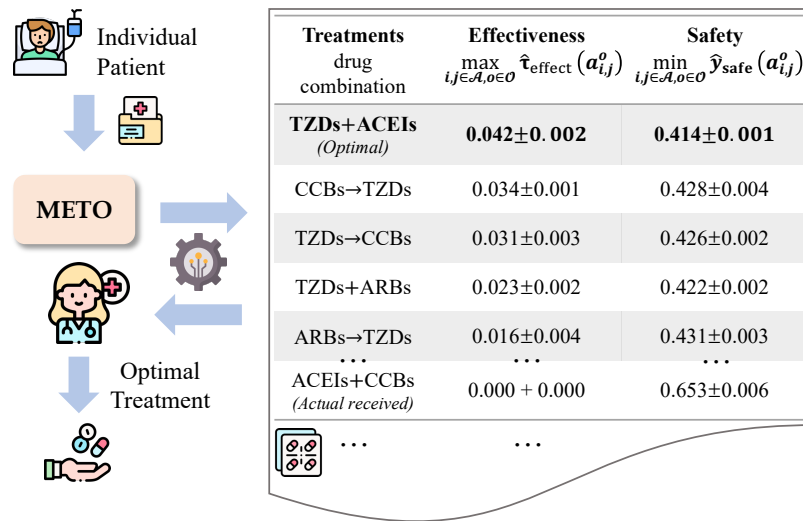 Individual
Patient
METO
Optimal
Treatment
Treatments
drug
combination
Effectiveness
max τ̂effect(aᵒi,j)
i,j∈𝒜,o∈𝒪
Safety
min ŷsafe(aᵒi,j)
i,j∈𝒜,o∈𝒪
TZDs+ACEIs 0.042±0.002 0.414±0.001
(Optimal)
CCBs→TZDs 0.034±0.001 0.428±0.004
TZDs→CCBs 0.031±0.003 0.426±0.002
TZDs+ARBs 0.023±0.002 0.422±0.002
ARBs→TZDs 0.016±0.004 0.431±0.003
... ... ...
ACEIs+CCBs 0.000 + 0.000 0.653±0.006
(Actual received)
... ...